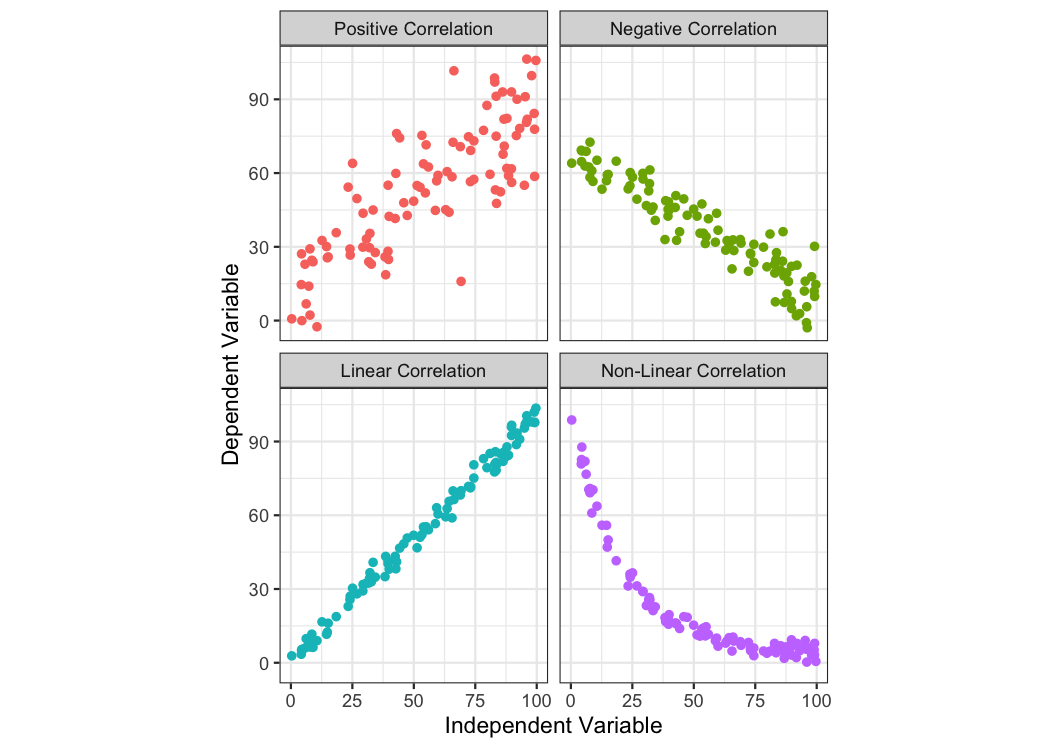 Positive Correlation
Negative Correlation
90
60
30
0
Dependent Variable
Linear Correlation
Non-Linear Correlation
90
60
30
0
0 25 50 75 100 0 25 50 75 100
Independent Variable